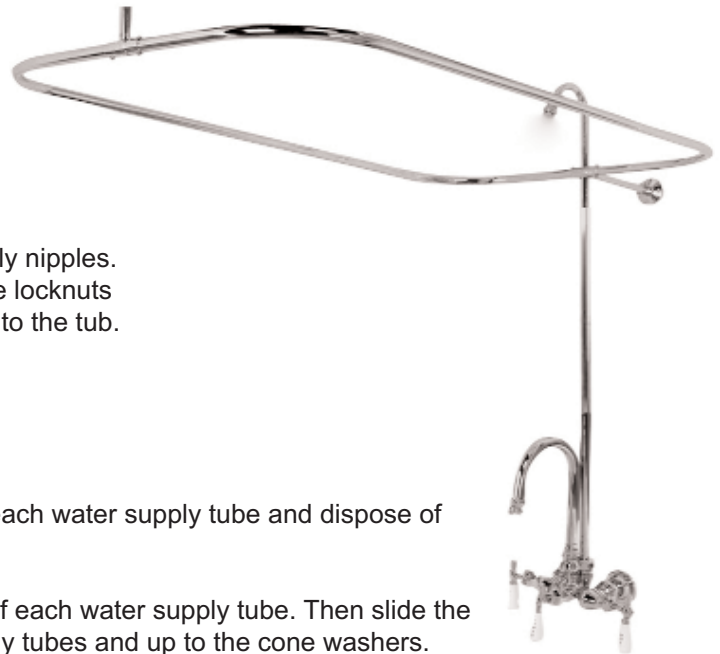 ly nipples.
e locknuts
to the tub.
each water supply tube and dispose of
f each water supply tube. Then slide the
ly tubes and up to the cone washers.